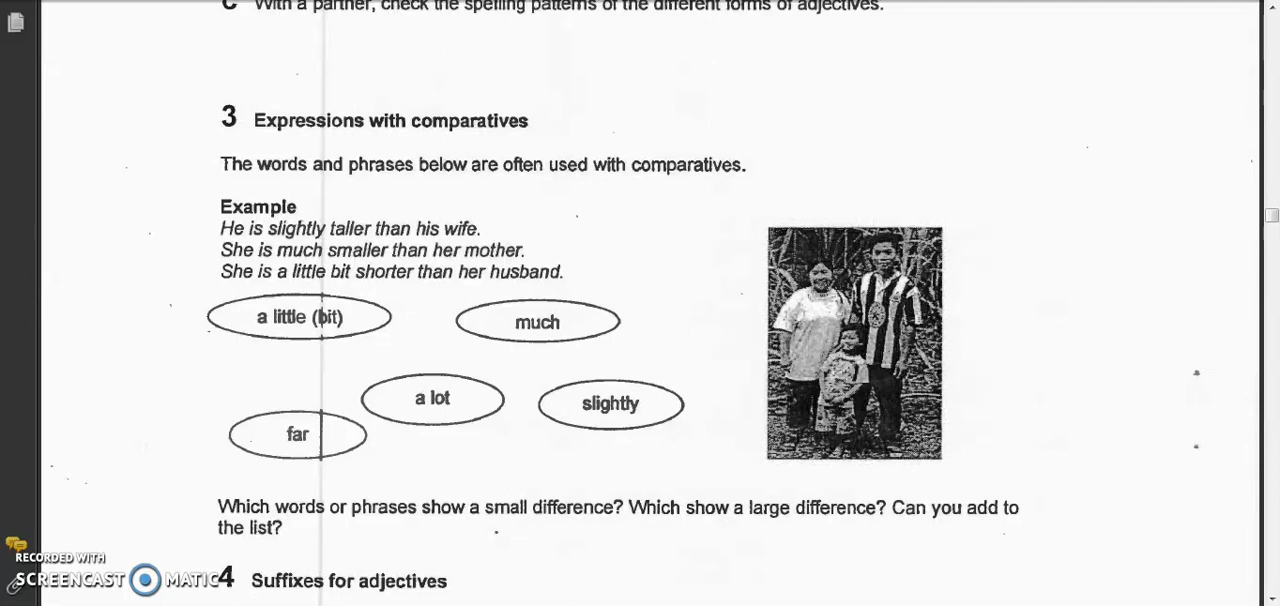 C With a partner, check the spelling patterns of the different forms of adjectives.
3 Expressions with comparatives
The words and phrases below are often used with comparatives.
Example
He is slightly taller than his wife.
She is much smaller than her mother.
She is a little bit shorter than her husband.
a little (bit)
much
a lot
slightly
far
Which words or phrases show a small difference? Which show a large difference? Can you add to
the list?
4 Suffixes for adjectives
RECORDED WITH
SCREENCAST MATIC